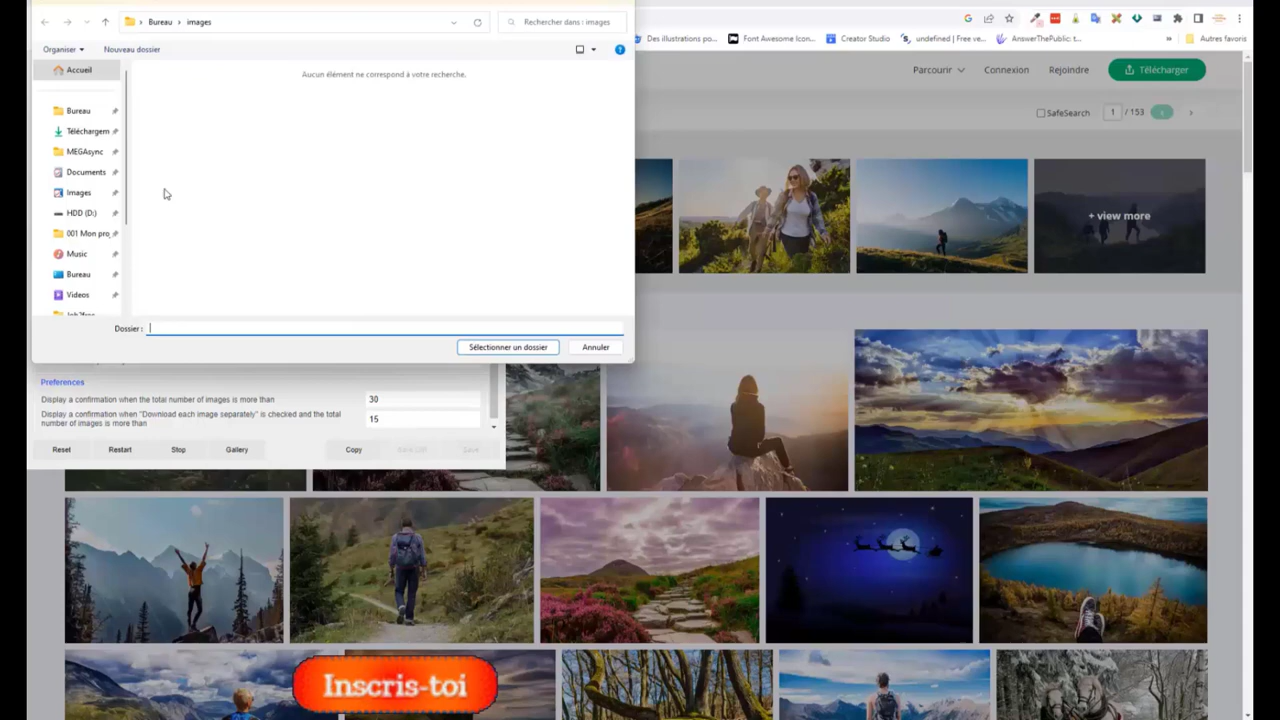 Bureau > images
Rechercher dans : images
Organiser
Nouveau dossier
Accueil
Aucun élément ne correspond à votre recherche.
Bureau
Téléchargem
MEGAsync
Documents
Images
HDD (D:)
001 Mon pro
Music
Bureau
Videos
Dossier :
Sélectionner un dossier
Annuler
Des illustrations po...
Font Awesome Icon...
Creator Studio
undefined | Free ve...
AnswerThePublic: t...
»
Autres favoris
Parcourir
Connexion
Rejoindre
Télécharger
SafeSearch
1 / 153
+ view more
Preferences
Display a confirmation when the total number of images is more than
30
Display a confirmation when "Download each image separately" is checked and the total
number of images is more than
15
Reset
Restart
Stop
Gallery
Copy
Save
Inscris-toi